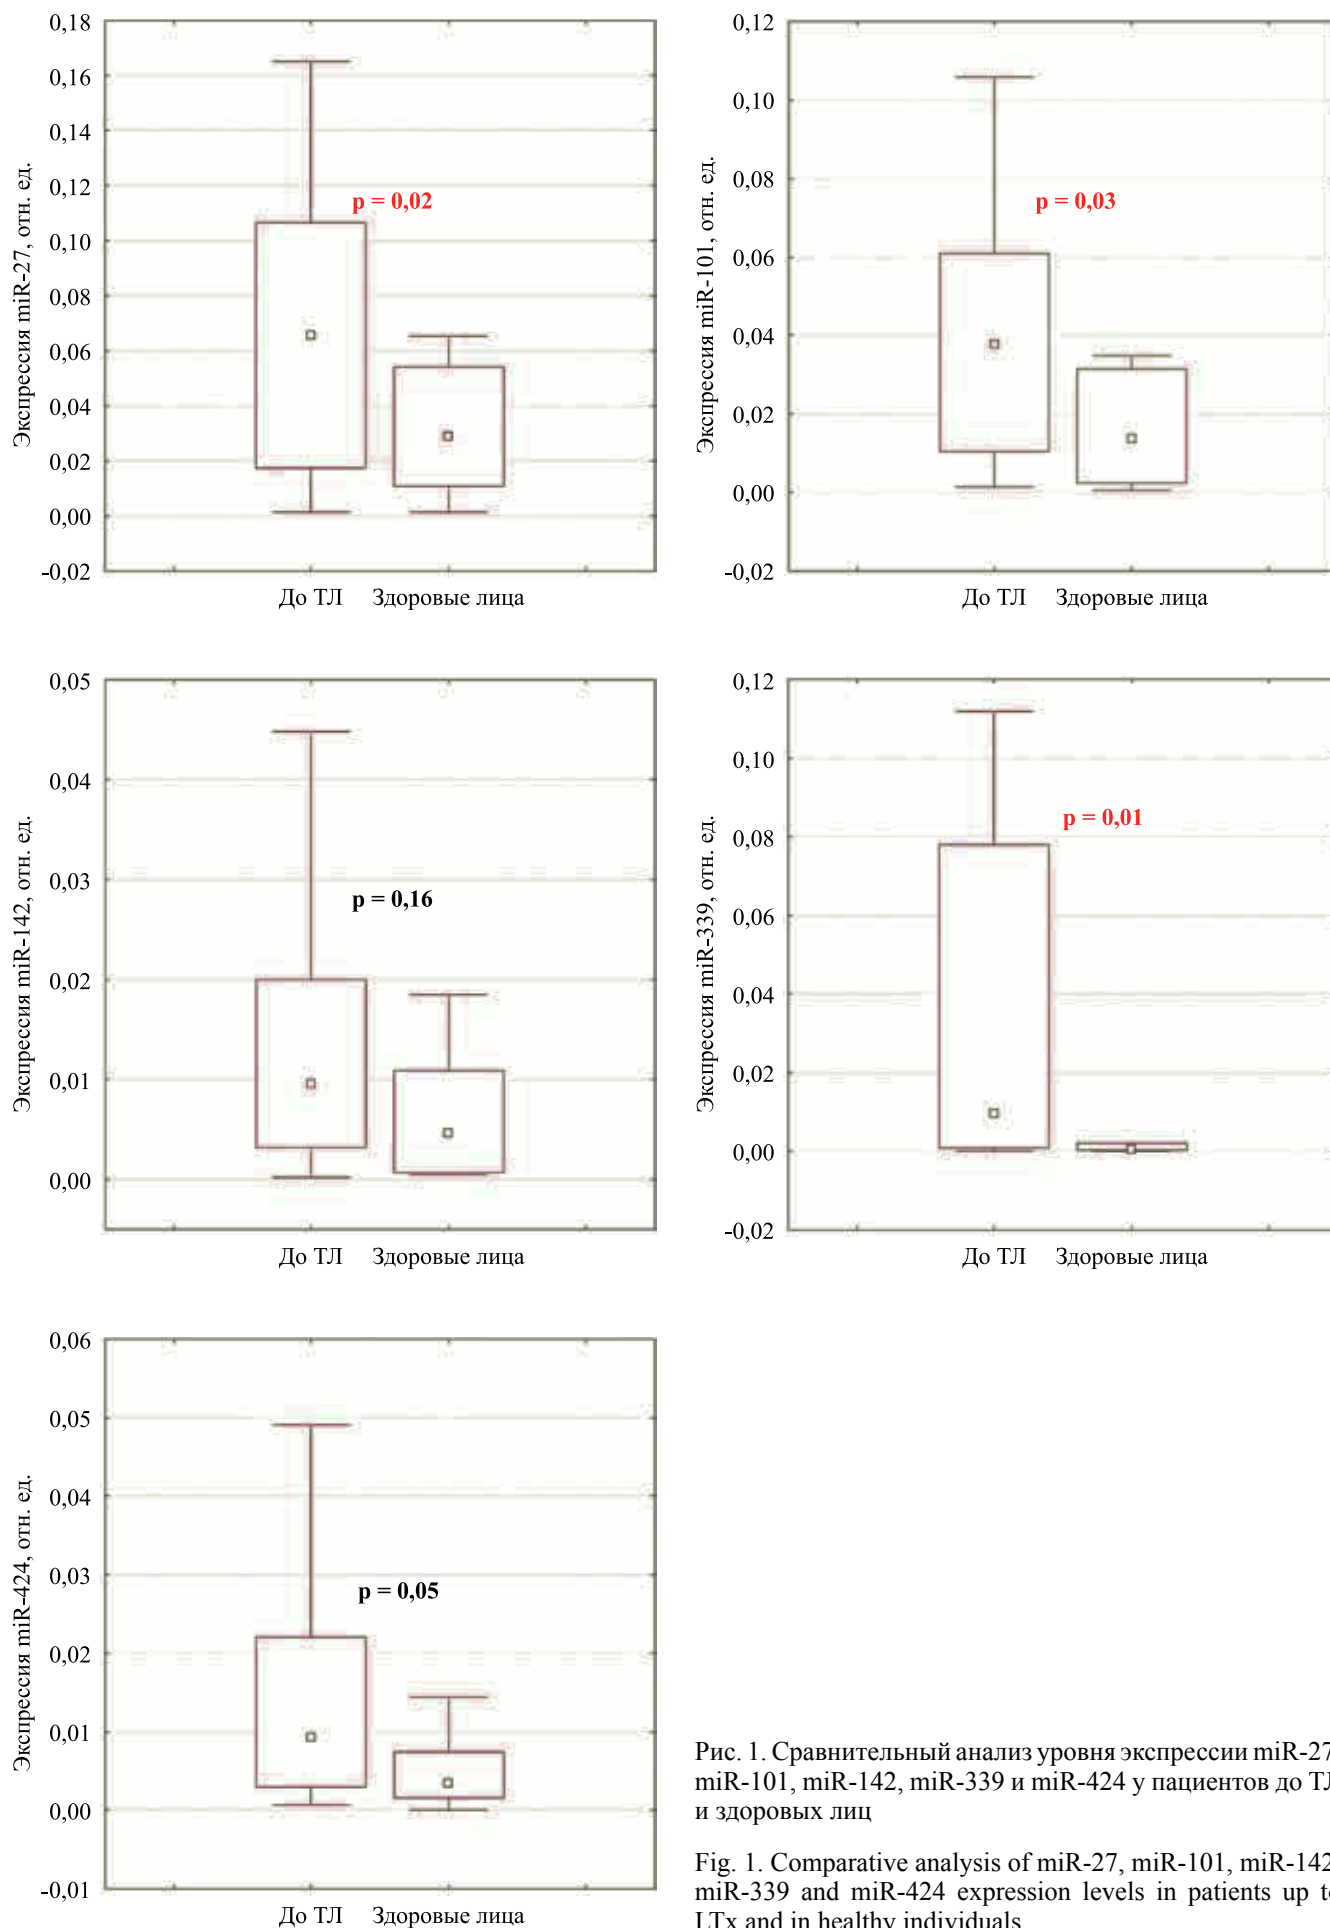 0,18
0,16
0,14
0,12
0,10
0,08
0,06
0,04
0,02
0,00
-0,02
Экспрессия miR-27, отн. ед.
p = 0,02
До ТЛ Здоровые лица
0,12
0,10
0,08
0,06
0,04
0,02
0,00
-0,02
Экспрессия miR-101, отн. ед.
p = 0,03
До ТЛ Здоровые лица
0,05
0,04
0,03
0,02
0,01
0,00
Экспрессия miR-142, отн. ед.
p = 0,16
До ТЛ Здоровые лица
0,12
0,10
0,08
0,06
0,04
0,02
0,00
-0,02
Экспрессия miR-339, отн. ед.
p = 0,01
До ТЛ Здоровые лица
0,06
0,05
0,04
0,03
0,02
0,01
0,00
-0,01
Экспрессия miR-424, отн. ед.
p = 0,05
До ТЛ Здоровые лица
Рис. 1. Сравнительный анализ уровня экспрессии miR-27
miR-101, miR-142, miR-339 и miR-424 у пациентов до ТЛ
и здоровых лиц
Fig. 1. Comparative analysis of miR-27, miR-101, miR-142
miR-339 and miR-424 expression levels in patients up to
LTx and in healthy individuals